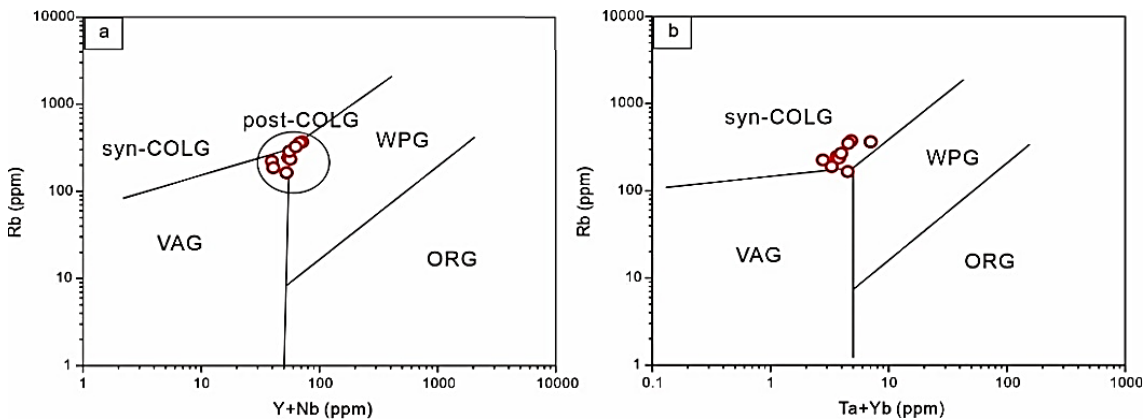 a
10000
1000
100
10
1
Rb (ppm)
syn-COLG
post-COLG
WPG
VAG
ORG
1
10
100
1000
10000
Y+Nb (ppm)
b
10000
1000
100
10
1
Rb (ppm)
syn-COLG
WPG
VAG
ORG
0.1
1
10
100
1000
Ta+Yb (ppm)